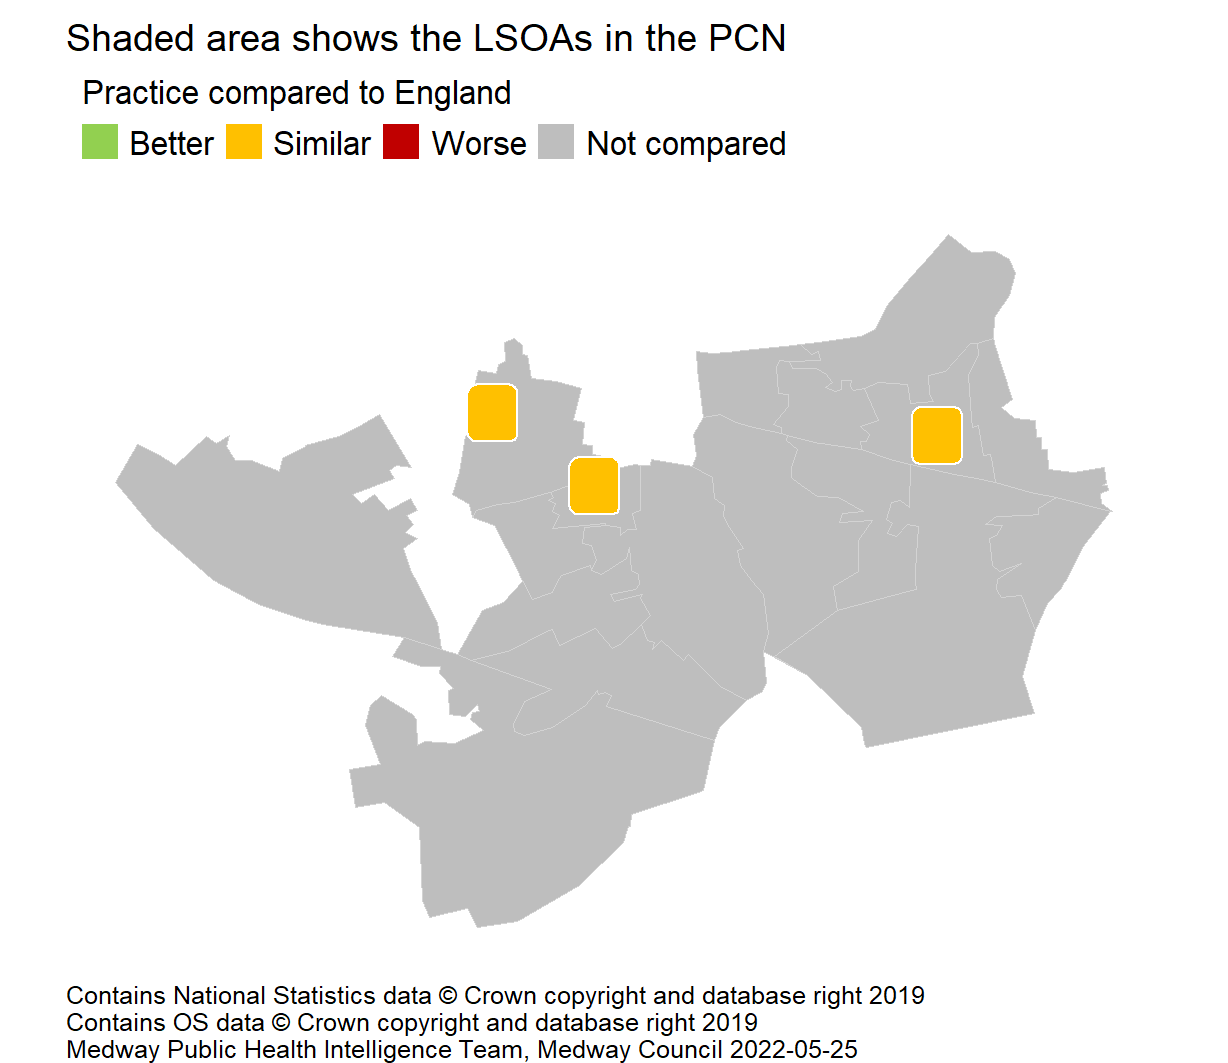 Shaded area shows the LSOAs in the PCN
Practice compared to England
Better Similar Worse Not compared
Contains National Statistics data © Crown copyright and database right 2019
Contains OS data © Crown copyright and database right 2019
Medway Public Health Intelligence Team, Medway Council 2022-05-25